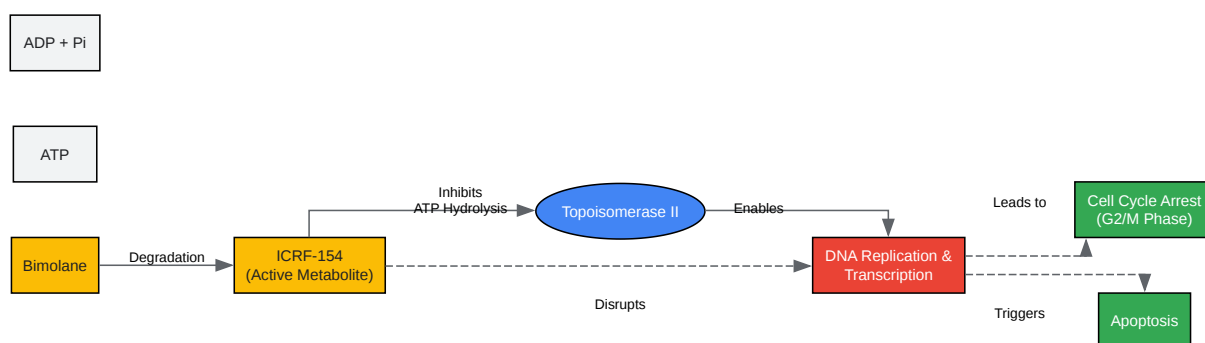 ADP + Pi
ATP
Bimolane
Degradation
ICRF-154
(Active Metabolite)
Inhibits
ATP Hydrolysis
Topoisomerase II
Enables
Disrupts
DNA Replication &
Transcription
Leads to
Cell Cycle Arrest
(G2/M Phase)
Triggers
Apoptosis